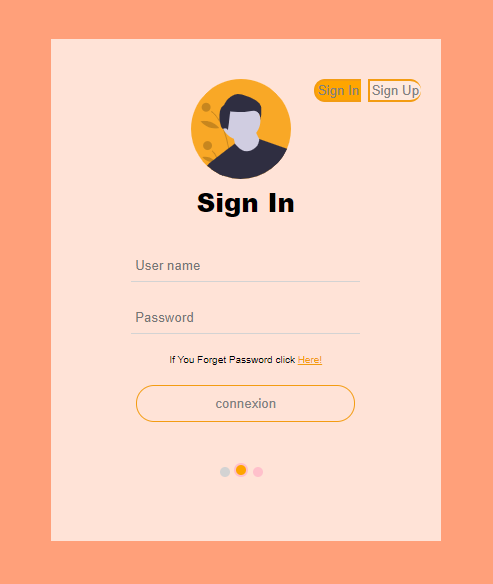 Sign In Sign Up
Sign In
User name
Password
If You Forget Password click Here!
connexion